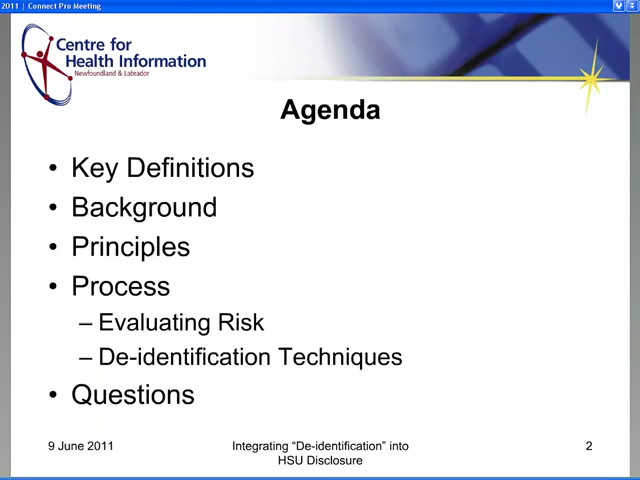 2011 | Connect Pro Meeting
Centre for
Health Information
Newfoundland & Labrador
Agenda
• Key Definitions
• Background
• Principles
• Process
– Evaluating Risk
– De-identification Techniques
• Questions
9 June 2011
Integrating “De-identification” into
HSU Disclosure
2